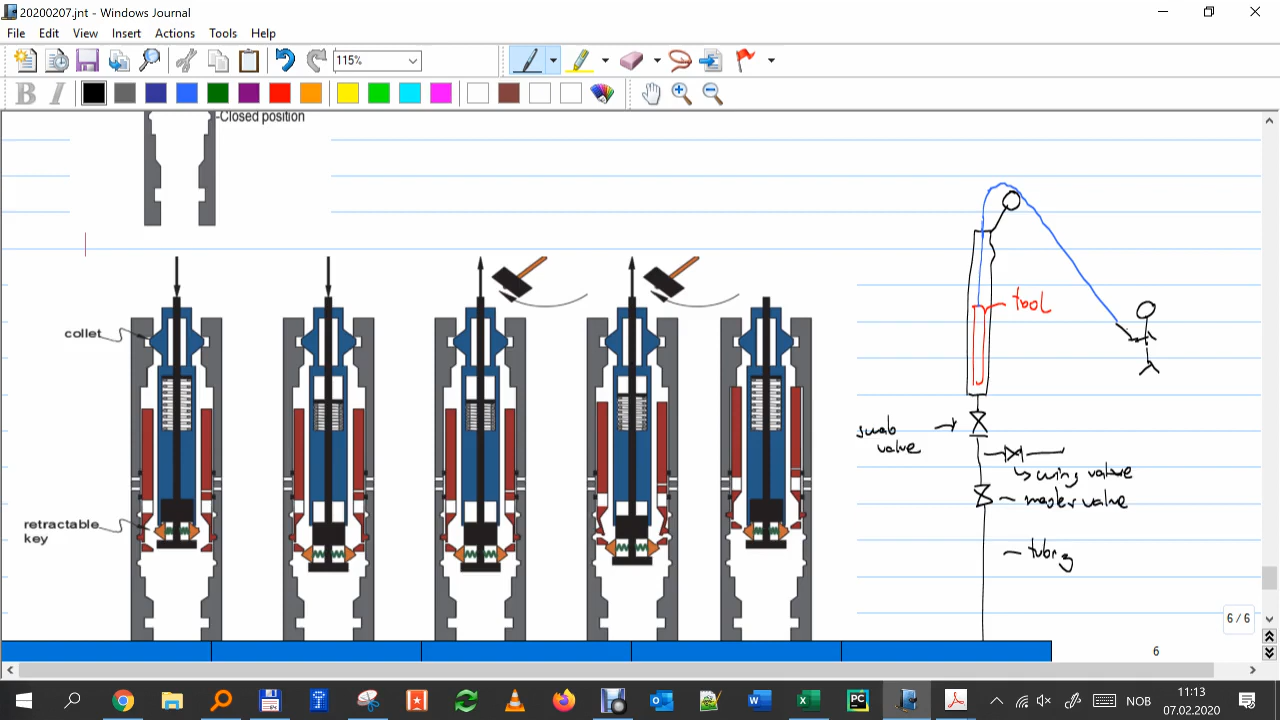 20200207.jnt - Windows Journal
File Edit View Insert Actions Tools Help
115%
B I
-Closed position
collet
retractable
key
tool
swab
valve
wing valve
master valve
tubing
6 / 6
6
NOB
11:13
07.02.2020